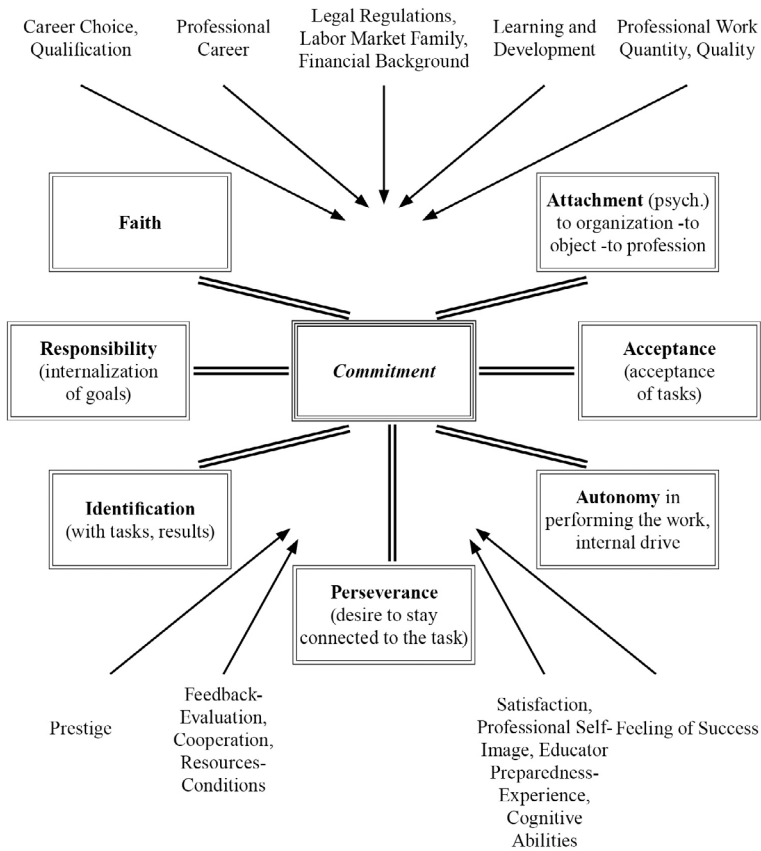 Career Choice,
Qualification
Professional
Career
Legal Regulations,
Labor Market Family,
Financial Background
Learning and
Development
Professional Work
Quantity, Quality
Faith
Attachment (psych.)
to organization -to
object -to profession
Responsibility
(internalization
of goals)
Commitment
Acceptance
(acceptance
of tasks)
Identification
(with tasks, results)
Autonomy in
performing the work,
internal drive
Perseverance
(desire to stay
connected to the task)
Prestige
Feedback-
Evaluation,
Cooperation,
Resources-
Conditions
Satisfaction,
Professional Self-
Image, Educator
Preparedness-
Experience,
Cognitive
Abilities
Feeling of Success